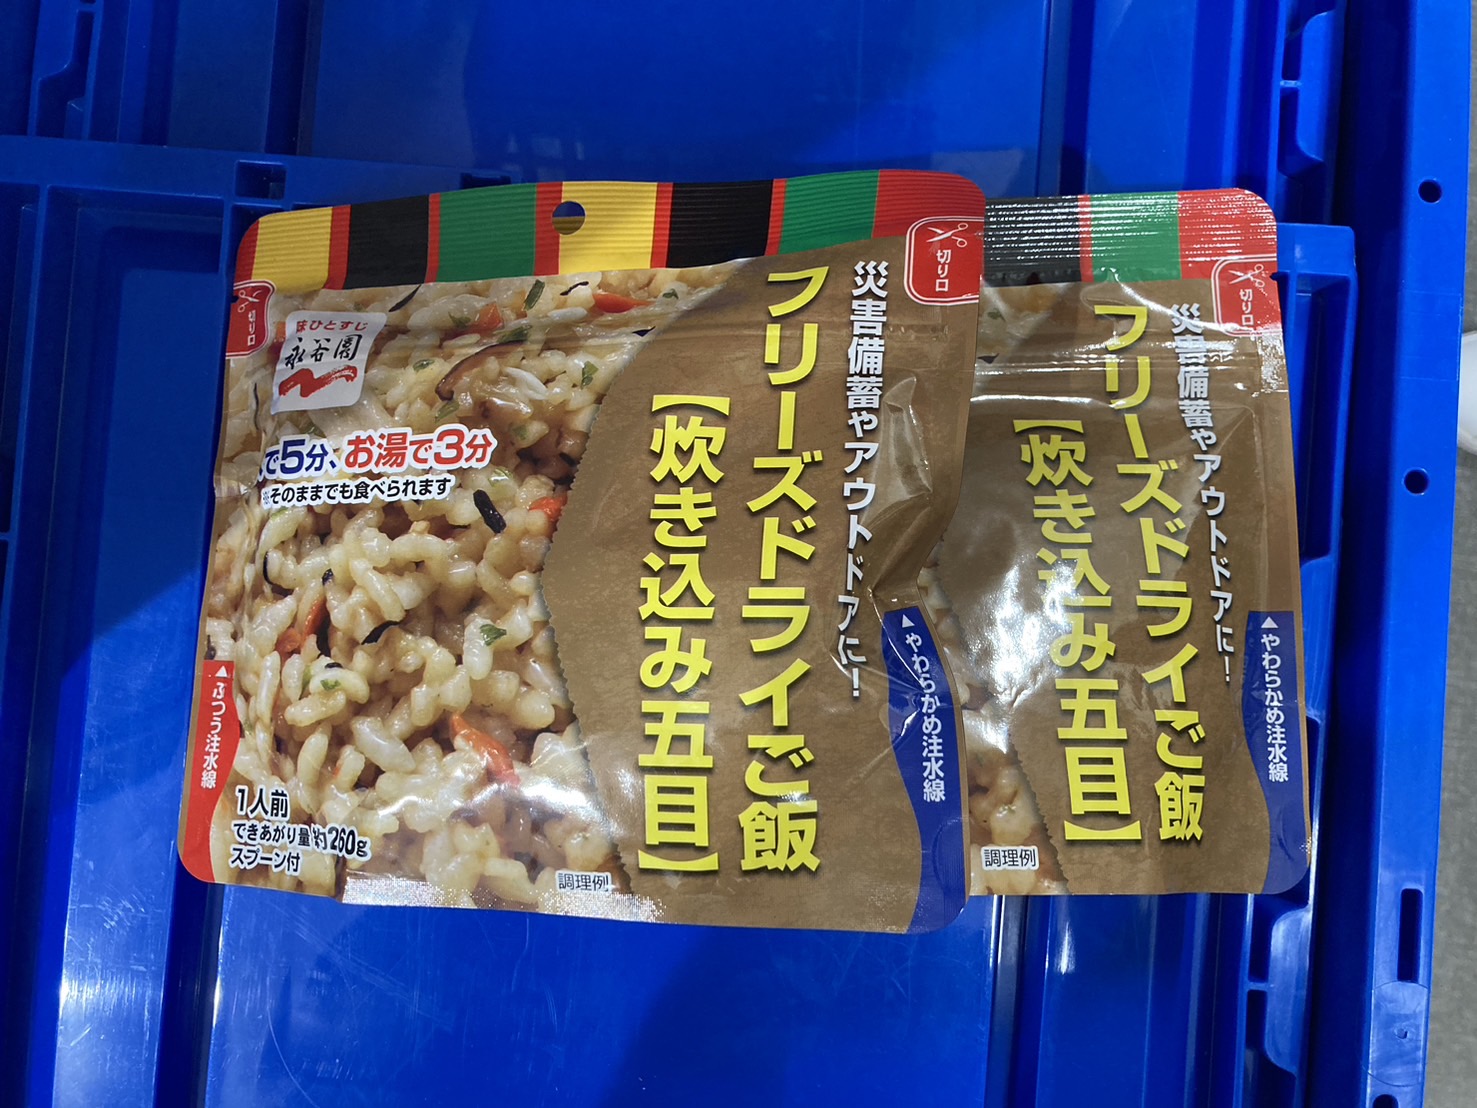 切り口
味ひとすじ
永谷園
で5分、お湯で3分
※そのままでも食べられます
災害備蓄やアウトドアに!
フリーズドライご飯
【炊き込み五目】
切り口
▲ふつう注水線
▲やわらかめ注水線
1人前
できあがり量 約260g
スプーン付
調理例
切り口
災害備蓄やアウトドアに!
フリーズドライご飯
【炊き込み五目】
▲やわらかめ注水線
調理例